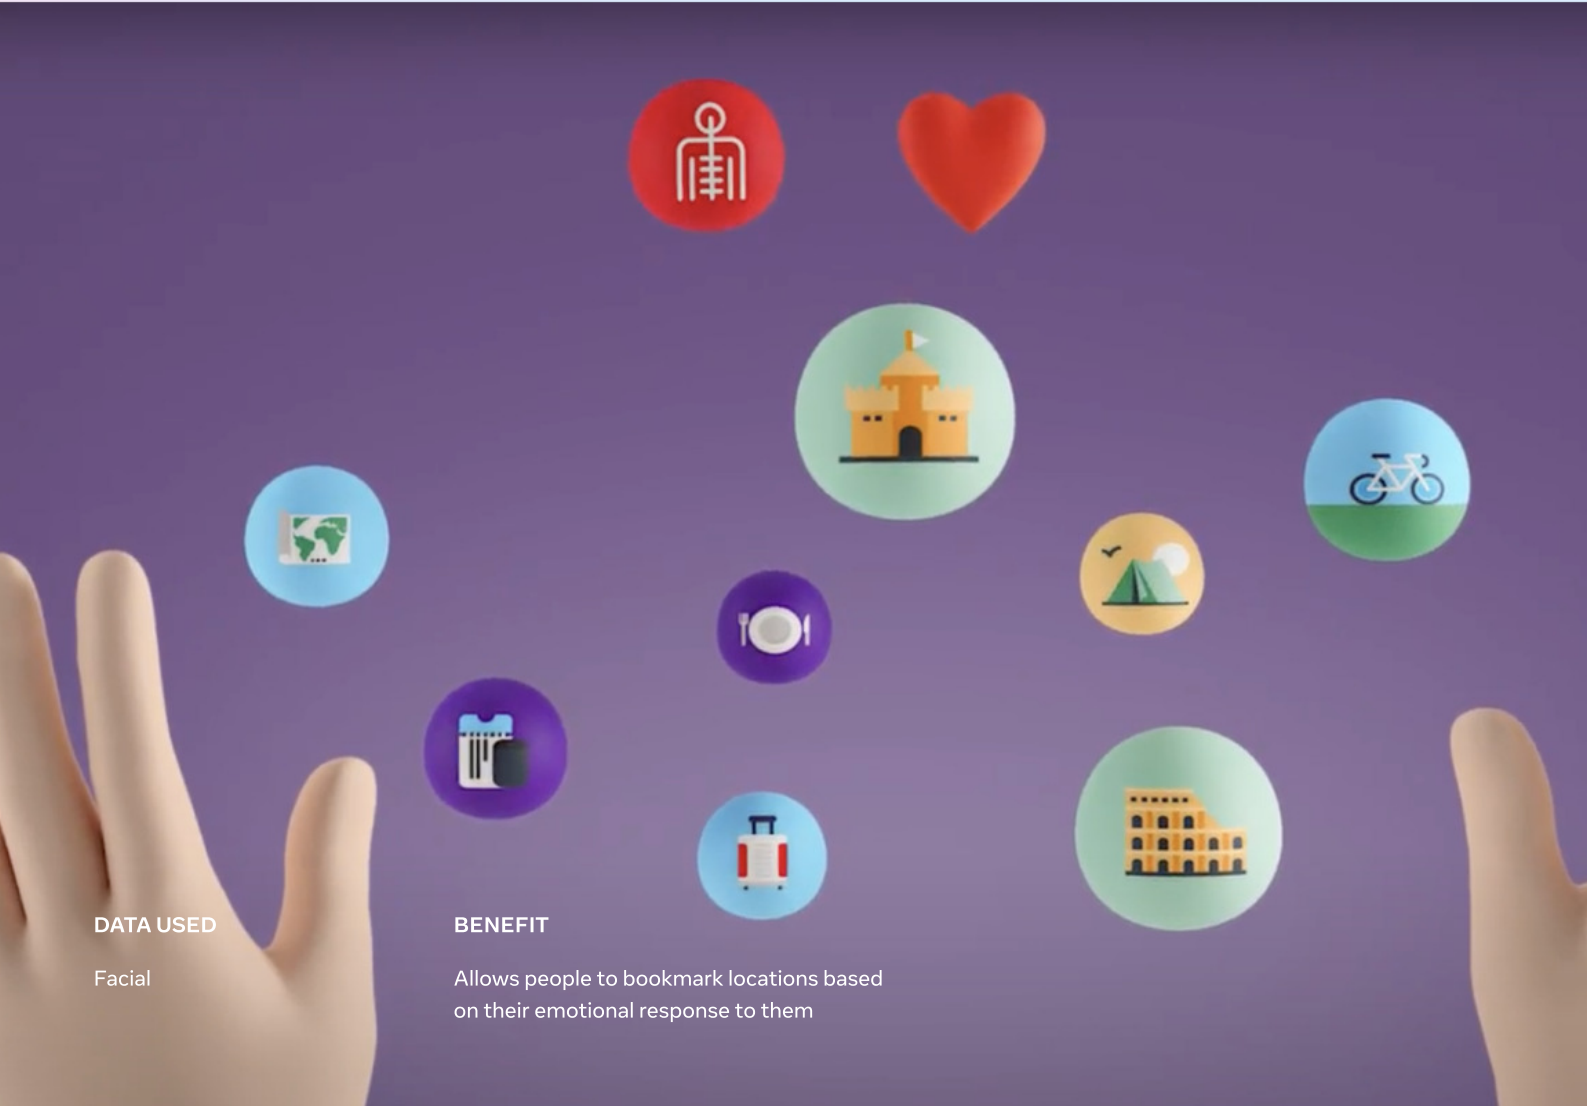 DATA USED
Facial
BENEFIT
Allows people to bookmark locations based
on their emotional response to them